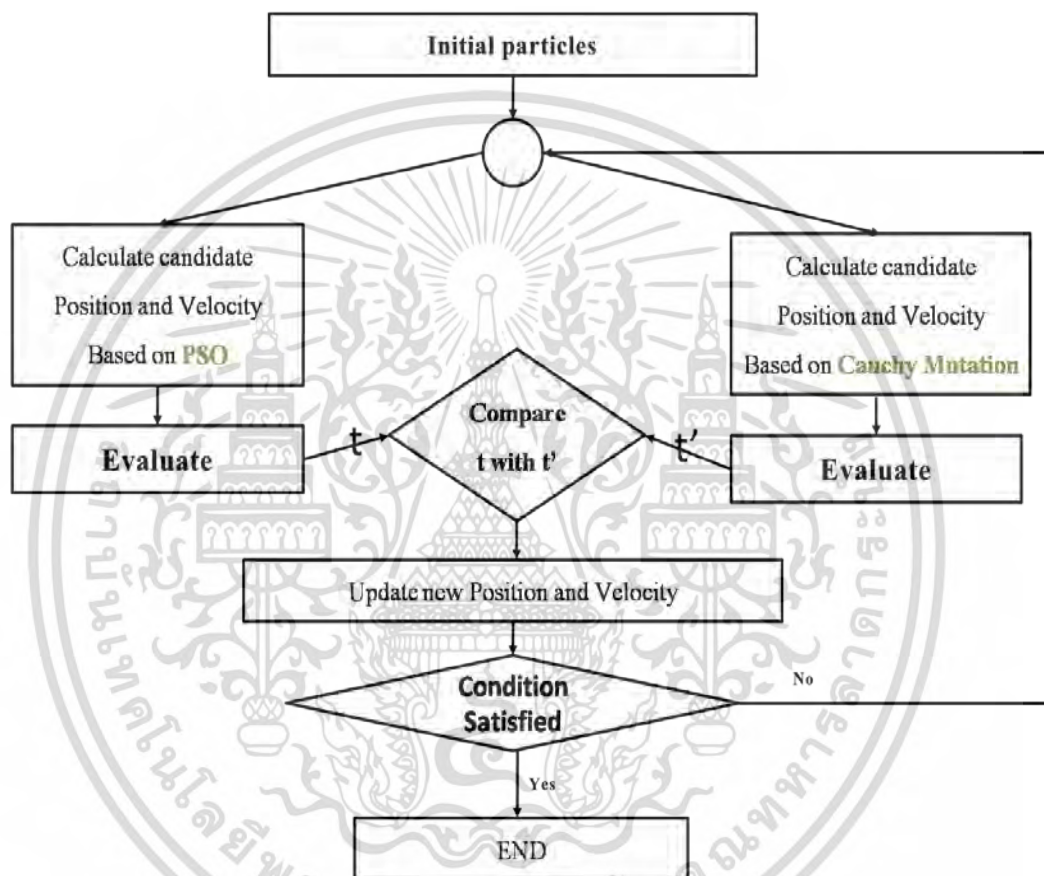 Initial particles
Calculate candidate
Position and Velocity
Based on PSO
Calculate candidate
Position and Velocity
Based on Cauchy Mutation
Compare
t with t'
Evaluate
t
t'
Evaluate
Update new Position and Velocity
Condition
Satisfied
No
Yes
END